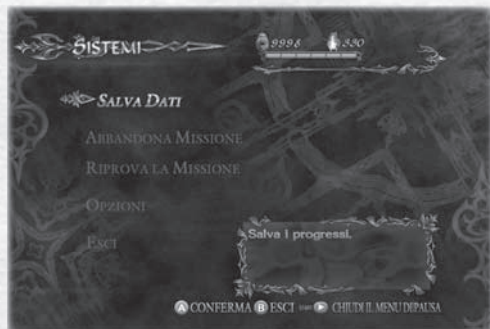 SISTEMI
9998 330
SALVA DATI
ABBANDONA MISSIONE
RIPROVA LA MISSIONE
OPZIONI
ESCI
Salva i progressi.
A CONFERMA B ESCI START CHIUDI IL MENU DI PAUSA